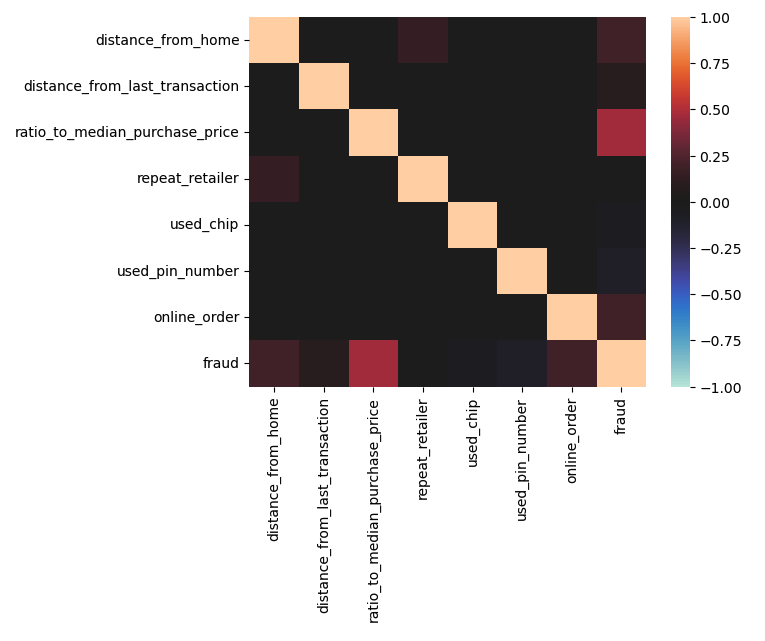 distance_from_home
distance_from_last_transaction
ratio_to_median_purchase_price
repeat_retailer
used_chip
used_pin_number
online_order
fraud
distance_from_home
distance_from_last_transaction
ratio_to_median_purchase_price
repeat_retailer
used_chip
used_pin_number
online_order
fraud
1.00
0.75
0.50
0.25
0.00
−0.25
−0.50
−0.75
−1.00